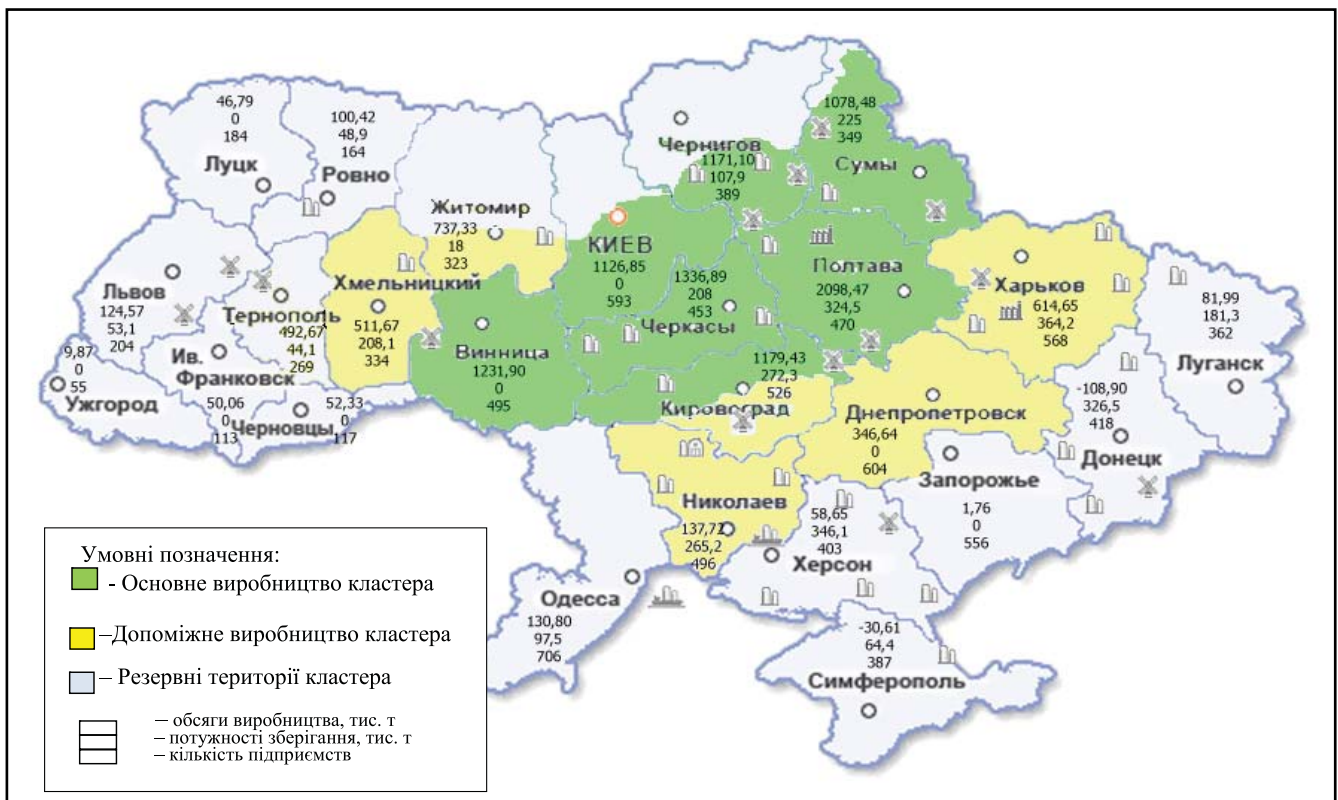 46,79
0
184
Луцк
100,42
48,9
164
Ровно
Житомир
737,33
18
323
КИЕВ
1126,85
0
593
Чернигов
1171,10
107,9
389
1078,48
225
349
Сумы
Львов
124,57
53,1
204
Тернополь
492,67
44,1
269
Хмельницкий
511,67
208,1
334
Винница
1231,90
0
495
1336,89
208
453
Черкасы
Полтава
2098,47
324,5
470
Харьков
614,65
364,2
568
81,99
181,3
362
Луганск
9,87
0
55
Ужгород
Ив.
Франковск
50,06
0
113
52,33
0
Черновцы
117
1179,43
272,3
526
Кировоград
Днепропетровск
346,64
0
604
-108,90
326,5
418
Донецк
Запорожье
1,76
0
556
Николаев
137,72
265,2
496
58,65
346,1
403
Херсон
Одесса
130,80
97,5
706
-30,61
64,4
387
Симферополь
Умовні позначення:
- Основне виробництво кластера
–Допоміжне виробництво кластера
– Резервні території кластера
– обсяги виробництва, тис. т
– потужності зберігання, тис. т
– кількість підприємств